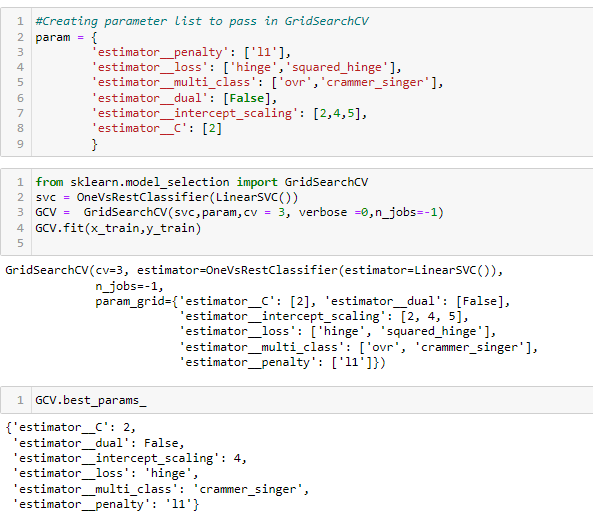 1 #Creating parameter list to pass in GridSearchCV
2 param = {
3         'estimator__penalty': ['l1'],
4         'estimator__loss': ['hinge','squared_hinge'],
5         'estimator__multi_class': ['ovr','crammer_singer'],
6         'estimator__dual': [False],
7         'estimator__intercept_scaling': [2,4,5],
8         'estimator__C': [2]
9         }
1 from sklearn.model_selection import GridSearchCV
2 svc = OneVsRestClassifier(LinearSVC())
3 GCV =  GridSearchCV(svc,param,cv = 3, verbose =0,n_jobs=-1)
4 GCV.fit(x_train,y_train)
5
GridSearchCV(cv=3, estimator=OneVsRestClassifier(estimator=LinearSVC()),
             n_jobs=-1,
             param_grid={'estimator__C': [2], 'estimator__dual': [False],
                         'estimator__intercept_scaling': [2, 4, 5],
                         'estimator__loss': ['hinge', 'squared_hinge'],
                         'estimator__multi_class': ['ovr', 'crammer_singer'],
                         'estimator__penalty': ['l1']})
1 GCV.best_params_
{'estimator__C': 2,
 'estimator__dual': False,
 'estimator__intercept_scaling': 4,
 'estimator__loss': 'hinge',
 'estimator__multi_class': 'crammer_singer',
 'estimator__penalty': 'l1'}